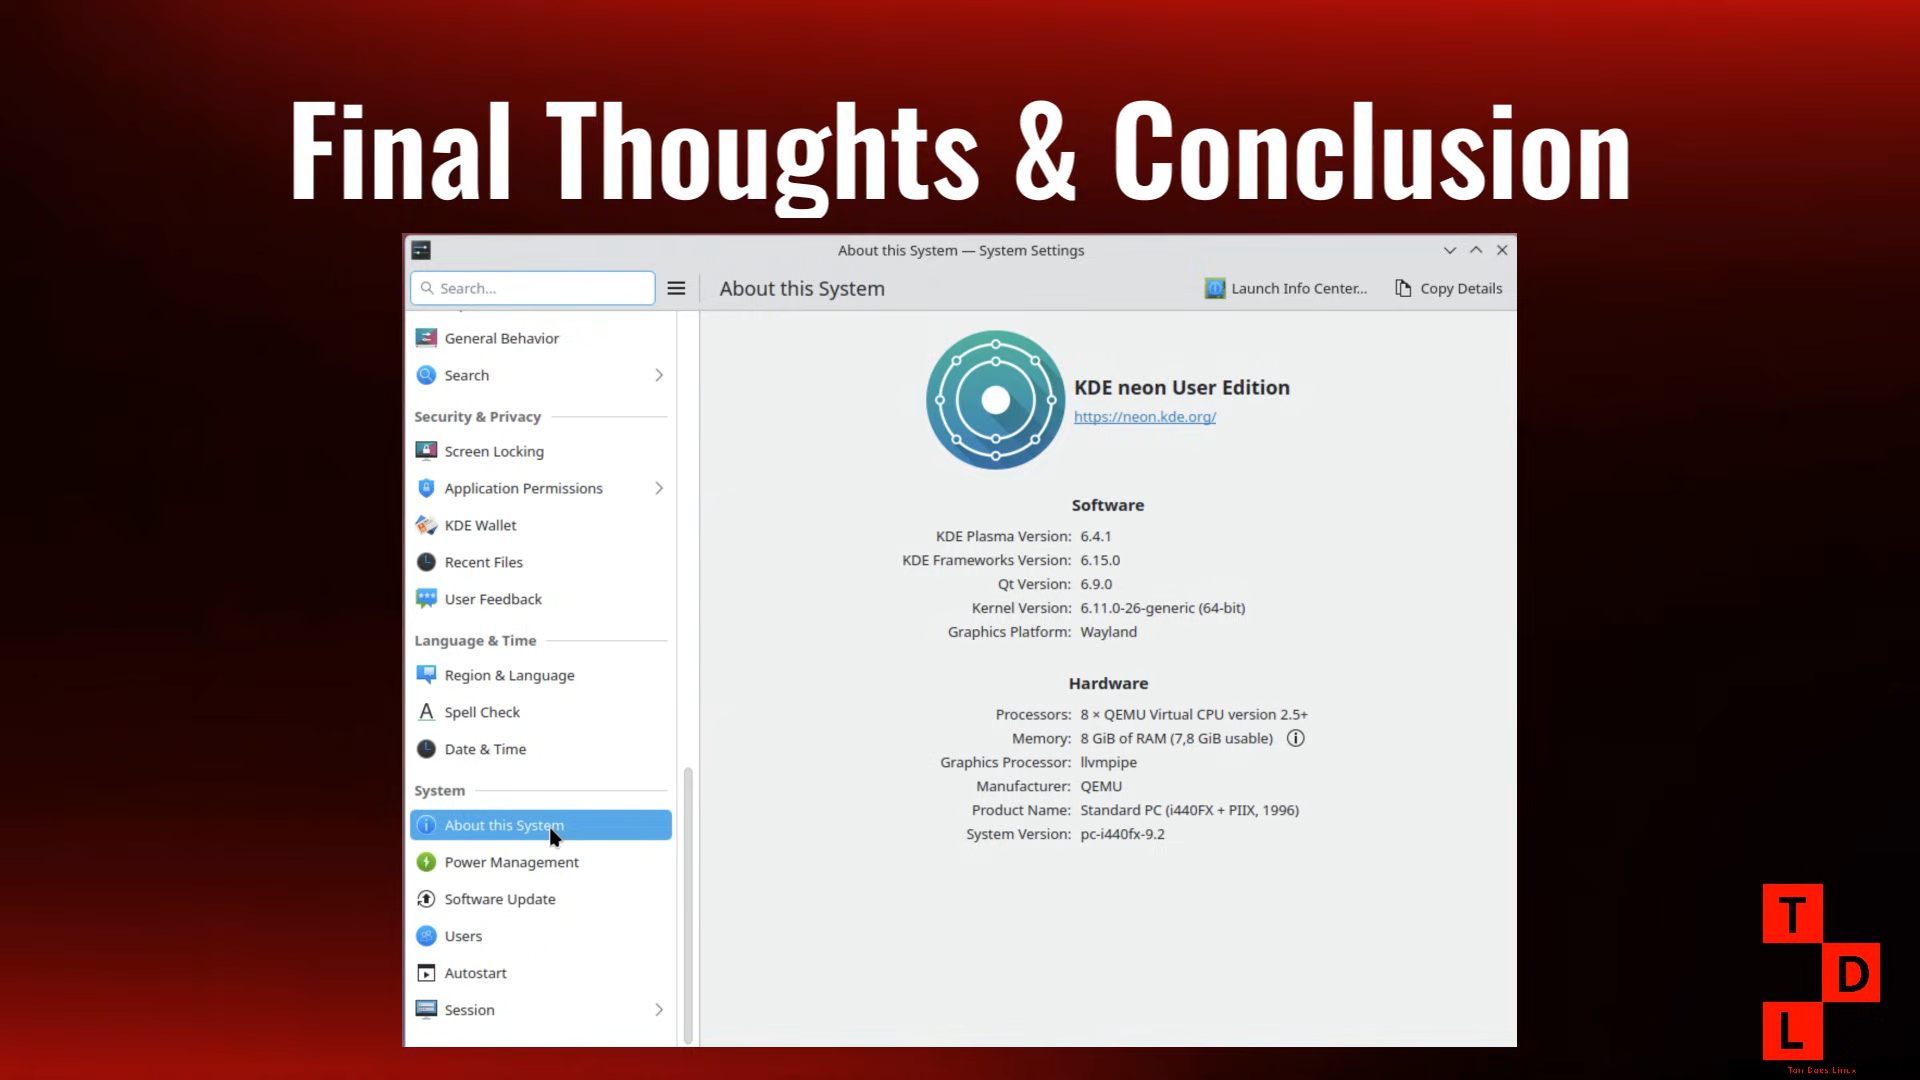 Final Thoughts & Conclusion
About this System — System Settings
Search...
About this System
Launch Info Center...
Copy Details
General Behavior
Search
Security & Privacy
Screen Locking
Application Permissions
KDE Wallet
Recent Files
User Feedback
Language & Time
Region & Language
Spell Check
Date & Time
System
About this System
Power Management
Software Update
Users
Autostart
Session
KDE neon User Edition
https://neon.kde.org/
Software
KDE Plasma Version: 6.4.1
KDE Frameworks Version: 6.15.0
Qt Version: 6.9.0
Kernel Version: 6.11.0-26-generic (64-bit)
Graphics Platform: Wayland
Hardware
Processors: 8 × QEMU Virtual CPU version 2.5+
Memory: 8 GiB of RAM (7,8 GiB usable)
Graphics Processor: llvmpipe
Manufacturer: QEMU
Product Name: Standard PC (i440FX + PIIX, 1996)
System Version: pc-i440fx-9.2
T
D
L